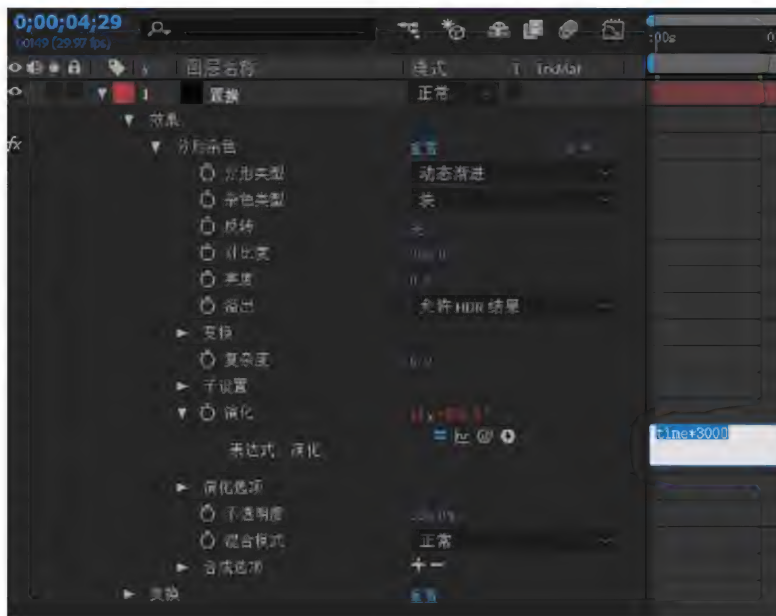 0;00;04;29
00149 (29.97 fps)
图层名称 模式 T TrkMat :00s
1 置换 正常
效果
fx 分形杂色 重置
分形类型 动态渐进
杂色类型 块
反转
对比度
亮度
溢出 允许 HDR 结果
变换
复杂度
子设置
演化
表达式：演化 time*3000
演化选项
不透明度
混合模式 正常
合成选项 +-
变换 重置